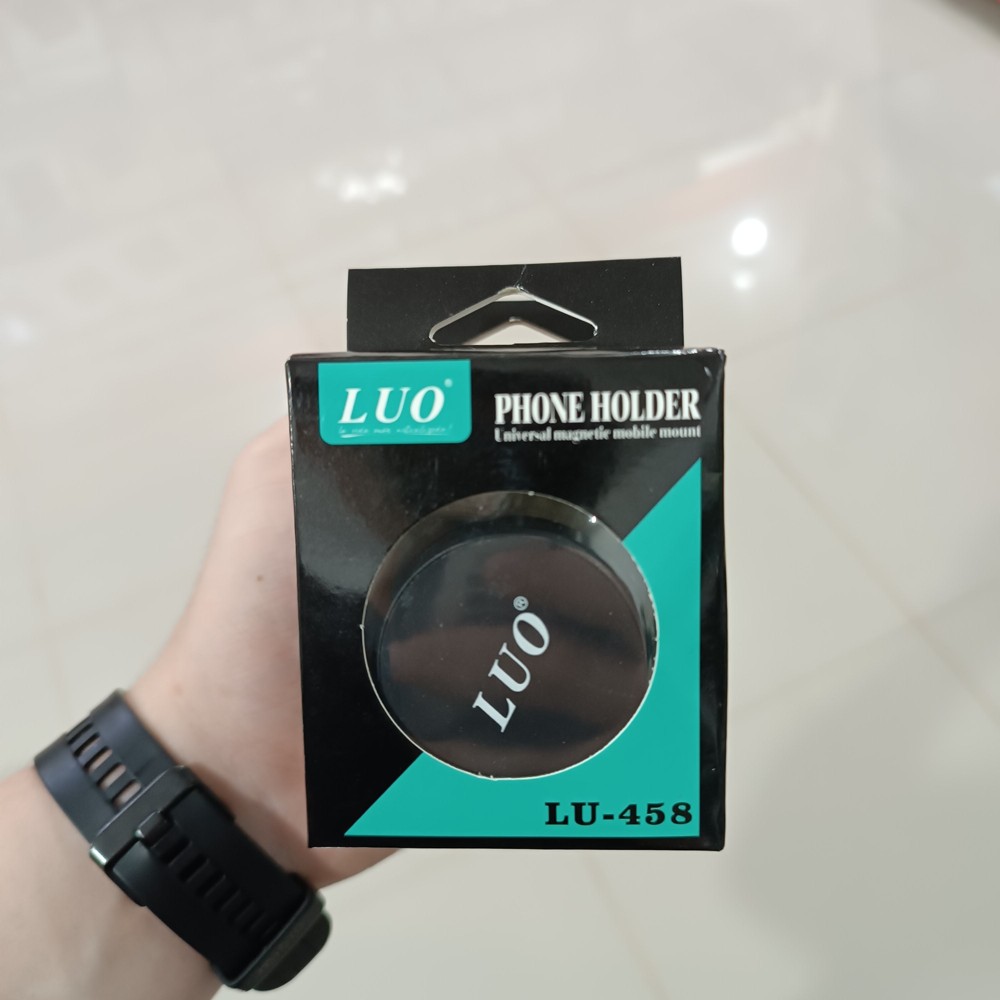 LUO®
PHONE HOLDER
Universal magnetic mobile mount
LUO®
LU-458